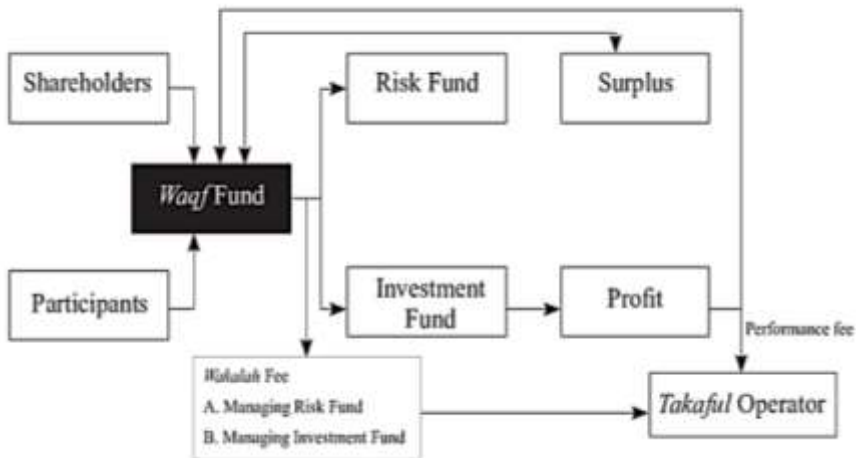 Shareholders
Risk Fund
Surplus
Waqf Fund
Participants
Investment
Fund
Profit
Performance fee
Wakalah Fee
A. Managing Risk Fund
B. Managing Investment Fund
Takaful Operator